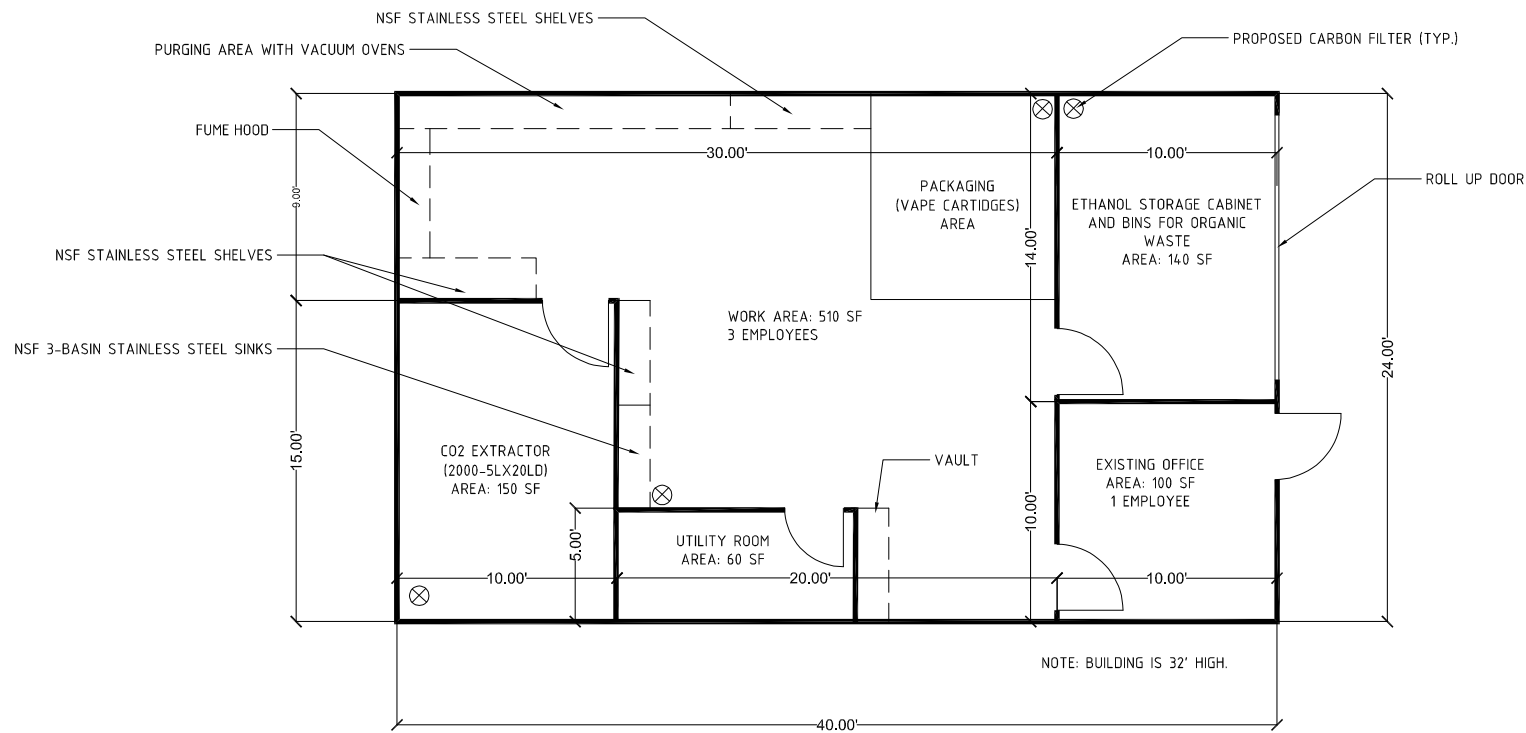 NSF STAINLESS STEEL SHELVES
PURGING AREA WITH VACUUM OVENS
PROPOSED CARBON FILTER (TYP.)
FUME HOOD
30.00'
10.00'
ROLL UP DOOR
9.00'
PACKAGING
(VAPE CARTIDGES)
AREA
ETHANOL STORAGE CABINET
AND BINS FOR ORGANIC
WASTE
AREA: 140 SF
14.00'
NSF STAINLESS STEEL SHELVES
WORK AREA: 510 SF
3 EMPLOYEES
NSF 3-BASIN STAINLESS STEEL SINKS
24.00'
15.00'
CO2 EXTRACTOR
(2000-5LX20LD)
AREA: 150 SF
VAULT
EXISTING OFFICE
AREA: 100 SF
1 EMPLOYEE
10.00'
5.00'
UTILITY ROOM
AREA: 60 SF
10.00'
20.00'
10.00'
NOTE: BUILDING IS 32' HIGH.
40.00'